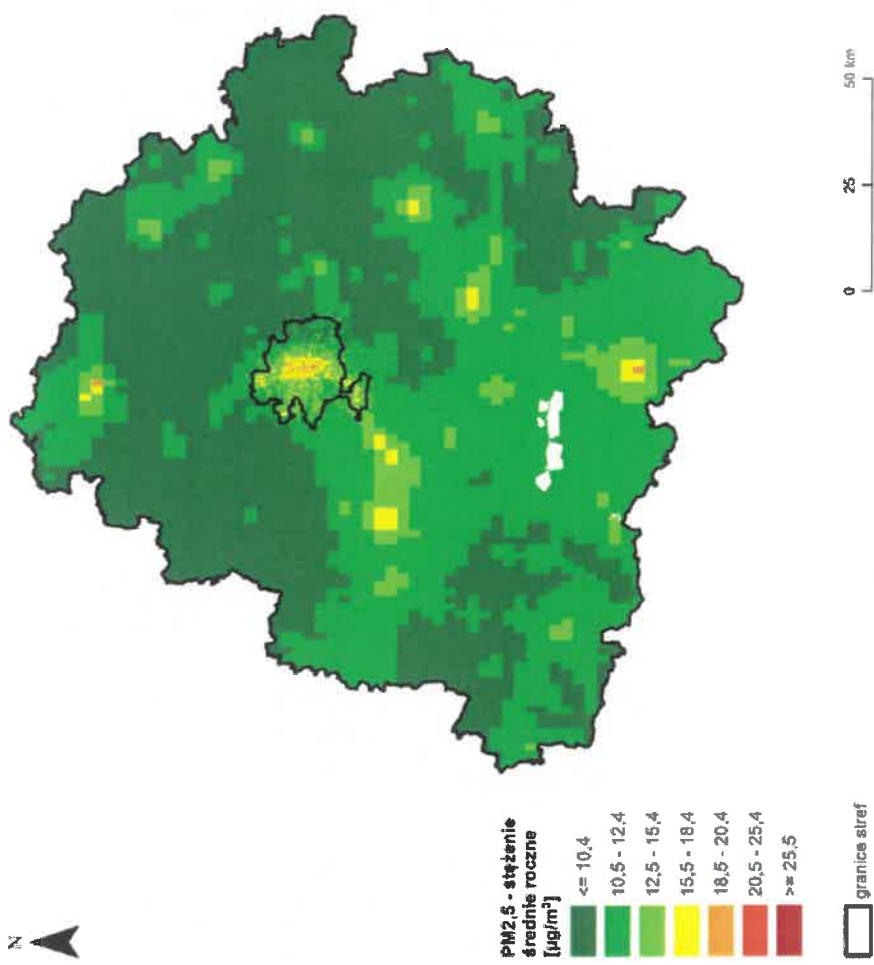 N
PM2,5 - stężenie
średnie roczne
[µg/m³]
<= 10,4
10,5 - 12,4
12,5 - 15,4
15,5 - 18,4
18,5 - 20,4
20,5 - 25,4
>= 25,5
granice stref
0 25 50 km